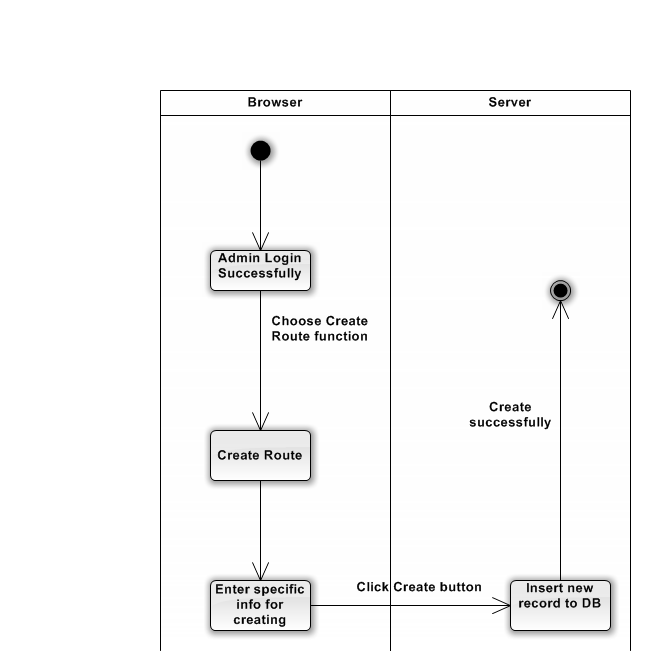 Browser
Server
Admin Login
Successfully
Choose Create
Route function
Create
successfully
Create Route
Enter specific
info for
creating
Click Create button
Insert new
record to DB